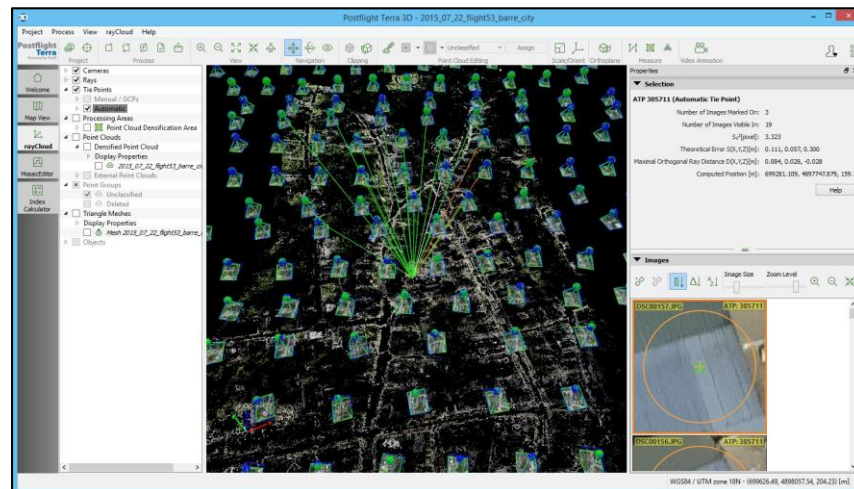 Postflight Terra 3D - 2015_07_22_flight53_barre_city
Project Process View rayCloud Help
Postflight
Terra
Project Process View Navigation Clipping Point Cloud Editing Scale/Orient Orthoplane Measure Video Animation
Unclassified Assign
Welcome
Map View
rayCloud
MosaicEditor
Index
Calculator
Cameras
Rays
Tie Points
Manual / GCPs
Automatic
Processing Areas
Point Cloud Densification Area
Point Clouds
Densified Point Cloud
Display Properties
2015_07_22_flight53_barre_ci
External Point Clouds
Point Groups
Unclassified
Deleted
Triangle Meshes
Display Properties
Mesh 2015_07_22_flight53_barre_
Objects
Properties
Selection
ATP 305711 (Automatic Tie Point)
Number of Images Marked On: 3
Number of Images Visible In: 19
S₀²[pixel]: 3.323
Theoretical Error S(X,Y,Z)[m]: 0.111, 0.057, 0.300
Maximal Orthogonal Ray Distance D(X,Y,Z)[m]: 0.084, 0.028, -0.028
Computed Position [m]: 699281.109, 4897747.879, 159.
Help
Images
Image Size Zoom Level
DSC00157.JPG ATP: 305711
DSC00156.JPG ATP: 305711
WGS84 / UTM zone 18N - (699626.49, 4898057.54, 204.23) [m]